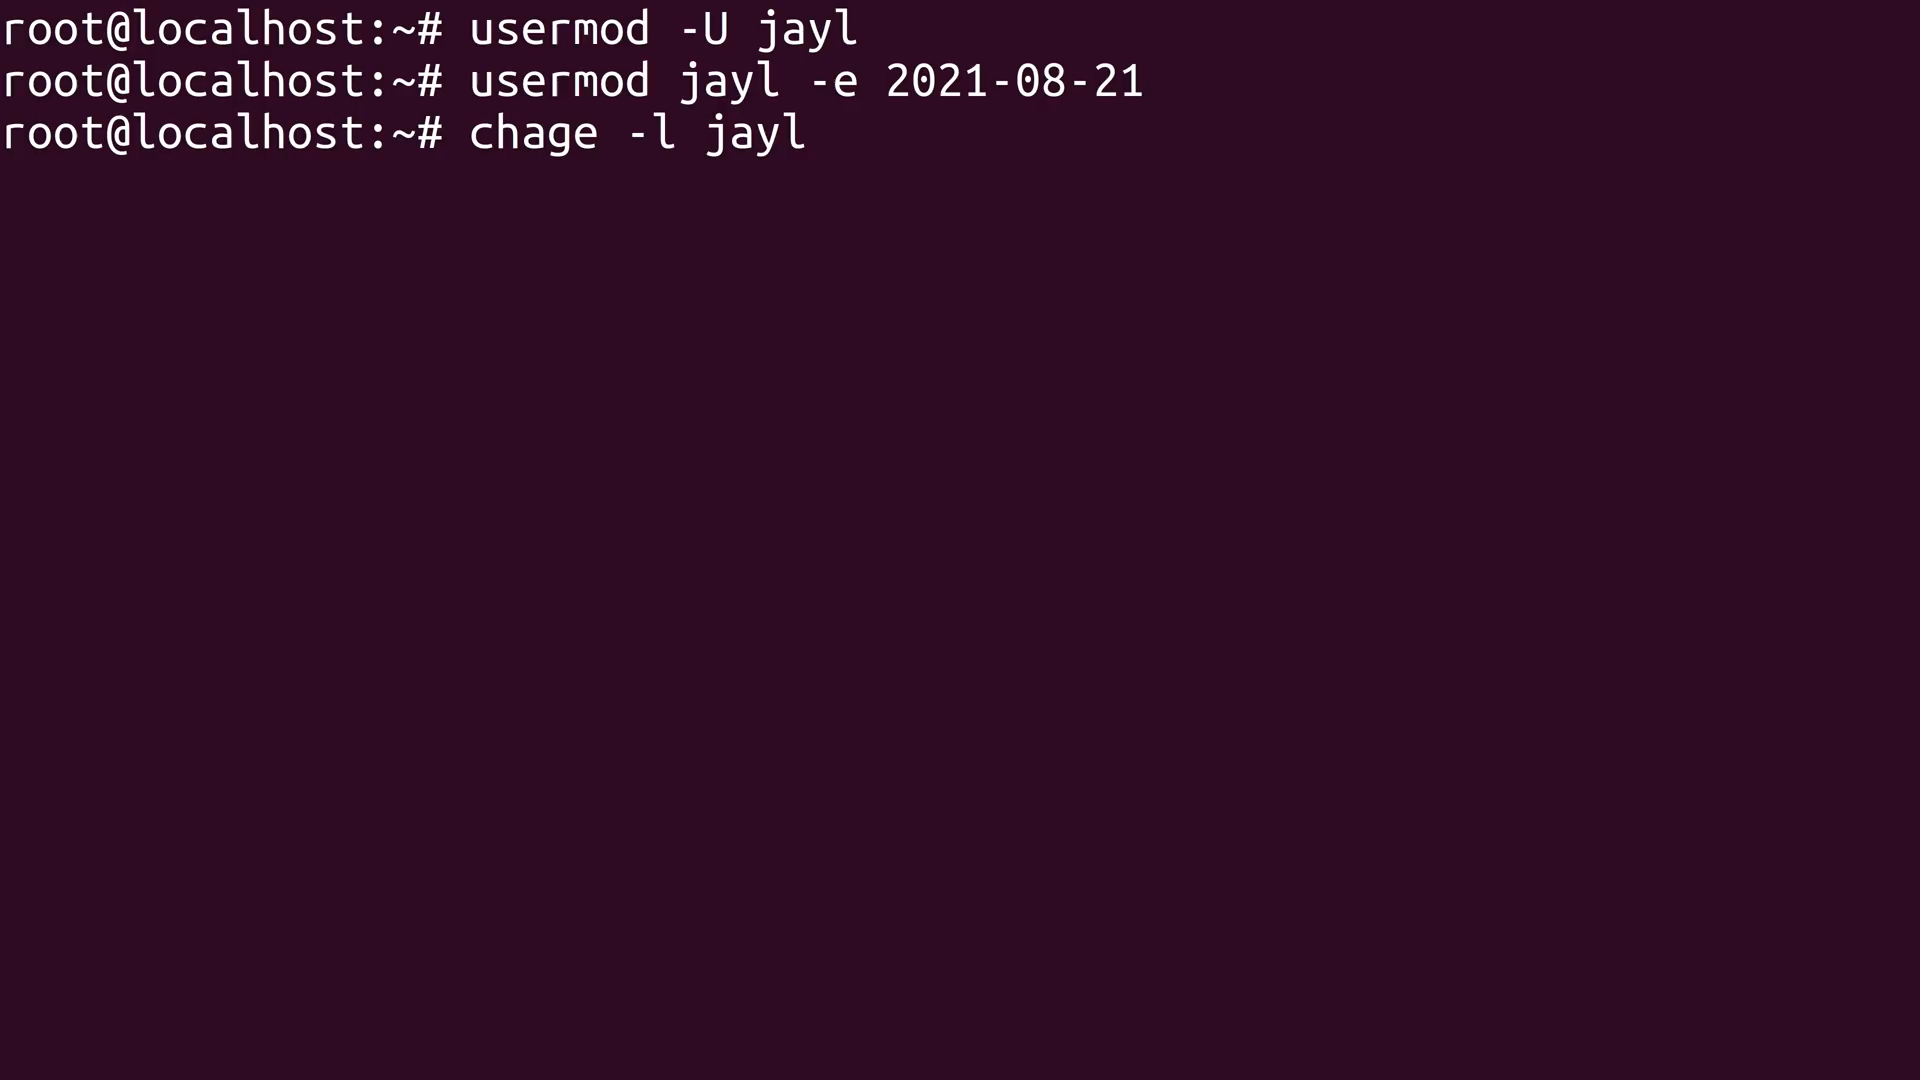 root@localhost:~# usermod -U jayl
root@localhost:~# usermod jayl -e 2021-08-21
root@localhost:~# chage -l jayl